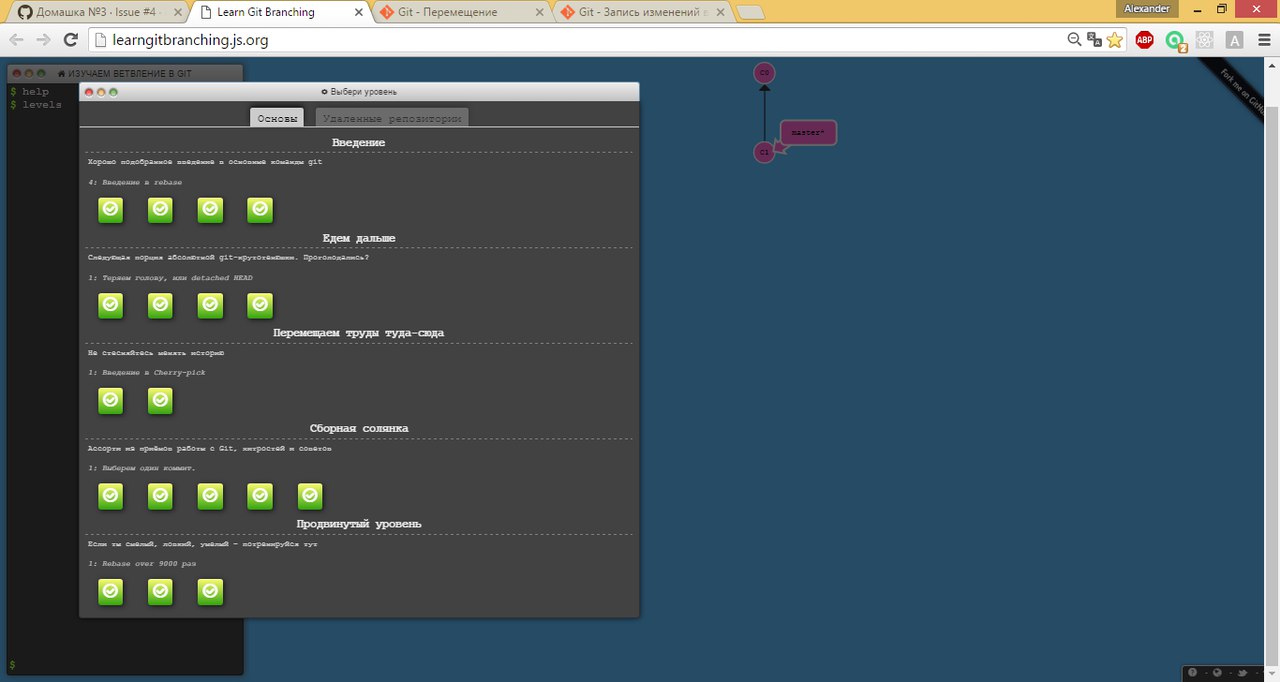 Домашка №3 · Issue #4 ·
Learn Git Branching
Git - Перемещение
Git - Запись изменений в
Alexander
learngitbranching.js.org
ABP
2
A
ИЗУЧАЕМ ВЕТВЛЕНИЕ В GIT
$ help
$ levels
Выбери уровень
Основы
Удаленные репозитории
Введение
Хорошо подобранное введение в основные команды git
4: Введение в rebase
Едем дальше
Следующая порция абсолютной git-крутотенюшки. Проголодались?
1: Теряем голову, или detached HEAD
Перемещаем труды туда-сюда
Не стесняйтесь менять историю
1: Введение в Cherry-pick
Сборная солянка
Ассорти из приёмов работы с Git, хитростей и советов
1: Выберем один коммит.
Продвинутый уровень
Если ты смелый, ловкий, умелый - потренируйся тут
1: Rebase over 9000 раз
$
C0
master*
C1
Fork me on GitH